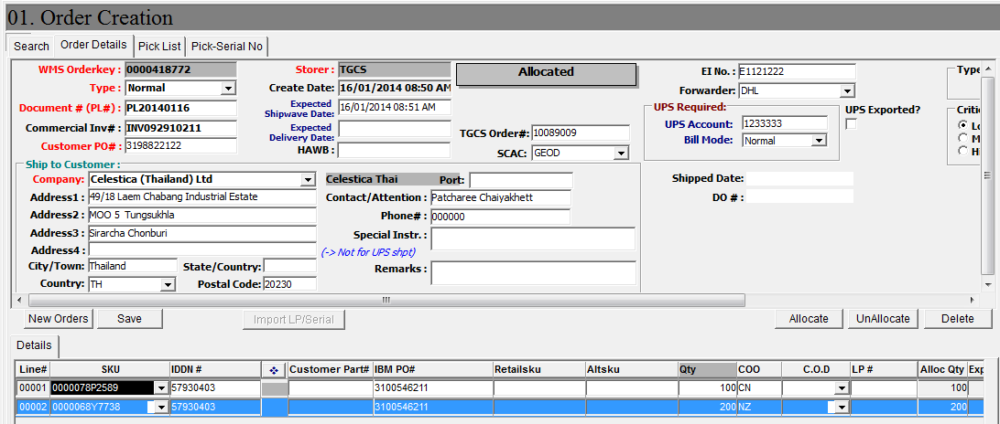 01. Order Creation
Search Order Details Pick List Pick-Serial No
WMS Orderkey : 0000418772 Storer : TGCS Allocated EI No. : E1121222 Type
Type : Normal Create Date: 16/01/2014 08:50 AM Forwarder: DHL
Document # (PL#) : PL20140116 Expected Shipwave Date: 16/01/2014 08:51 AM UPS Required: UPS Exported? Critic
Commercial Inv# : INV092910211 Expected Delivery Date: TGCS Order#: 10089009 UPS Account: 1233333
Customer PO# : 3198822122 HAWB : SCAC: GEOD Bill Mode: Normal
Ship to Customer :
Company: Celestica (Thailand) Ltd Celestica Thai Port: Shipped Date:
Address1 : 49/18 Laem Chabang Industrial Estate Contact/Attention : Patcharee Chaiyakhett DO # :
Address2 : MOO 5 Tungsukhla Phone# : 000000
Address3 : Sirarcha Chonburi Special Instr. :
Address4 : (-> Not for UPS shpt)
City/Town: Thailand State/Country: Remarks :
Country: TH Postal Code: 20230
New Orders Save Import LP/Serial Allocate UnAllocate Delete
Details
Line# SKU IDDN # Customer Part# IBM PO# Retailsku Altsku Qty COO C.O.D LP # Alloc Qty Exp
00001 0000078P2589 57930403 3100546211 100 CN 100
00002 0000068Y7738 57930403 3100546211 200 NZ 200